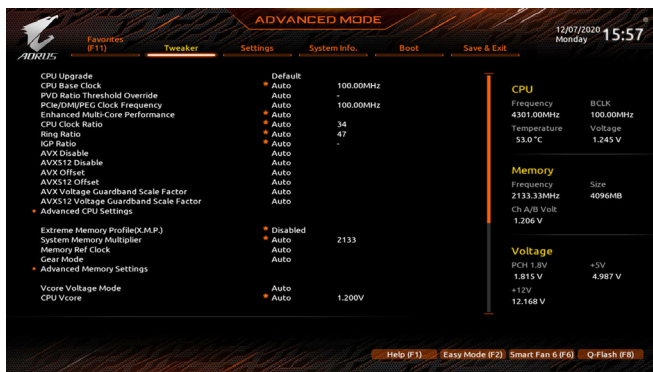 ADVANCED MODE
AORUS
Favorites
(F11) Tweaker Settings System Info. Boot Save & Exit
12/07/2020 Monday 15:57
CPU Upgrade Default
CPU Base Clock * Auto 100.00MHz
PVD Ratio Threshold Override Auto -
PCIe/DMI/PEG Clock Frequency Auto 100.00MHz
Enhanced Multi-Core Performance * Auto
CPU Clock Ratio * Auto 34
Ring Ratio * Auto 47
IGP Ratio * Auto -
AVX Disable Auto
AVX512 Disable Auto
AVX Offset Auto
AVX512 Offset Auto
AVX Voltage Guardband Scale Factor Auto
AVX512 Voltage Guardband Scale Factor Auto
Advanced CPU Settings
Extreme Memory Profile(X.M.P.) * Disabled
System Memory Multiplier * Auto 2133
Memory Ref Clock Auto
Gear Mode Auto
Advanced Memory Settings
Vcore Voltage Mode Auto
CPU Vcore * Auto 1.200V
CPU
Frequency BCLK
4301.00MHz 100.00MHz
Temperature Voltage
53.0 °C 1.245 V
Memory
Frequency Size
2133.33MHz 4096MB
Ch A/B Volt
1.206 V
Voltage
PCH 1.8V +5V
1.815 V 4.987 V
+12V
12.168 V
Help (F1) Easy Mode (F2) Smart Fan 6 (F6) Q-Flash (F8)